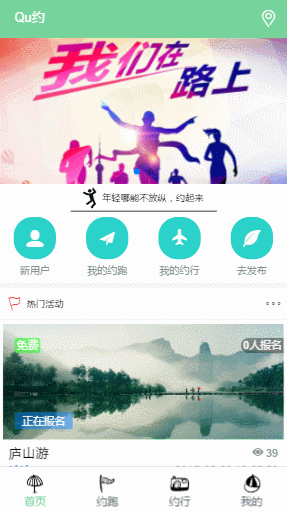 Qu约
我们在
路上
年轻哪能不放纵，约起来
新用户
我的约跑
我的约行
去发布
热门活动
免费
0人报名
正在报名
庐山游
39
首页
约跑
约行
我的